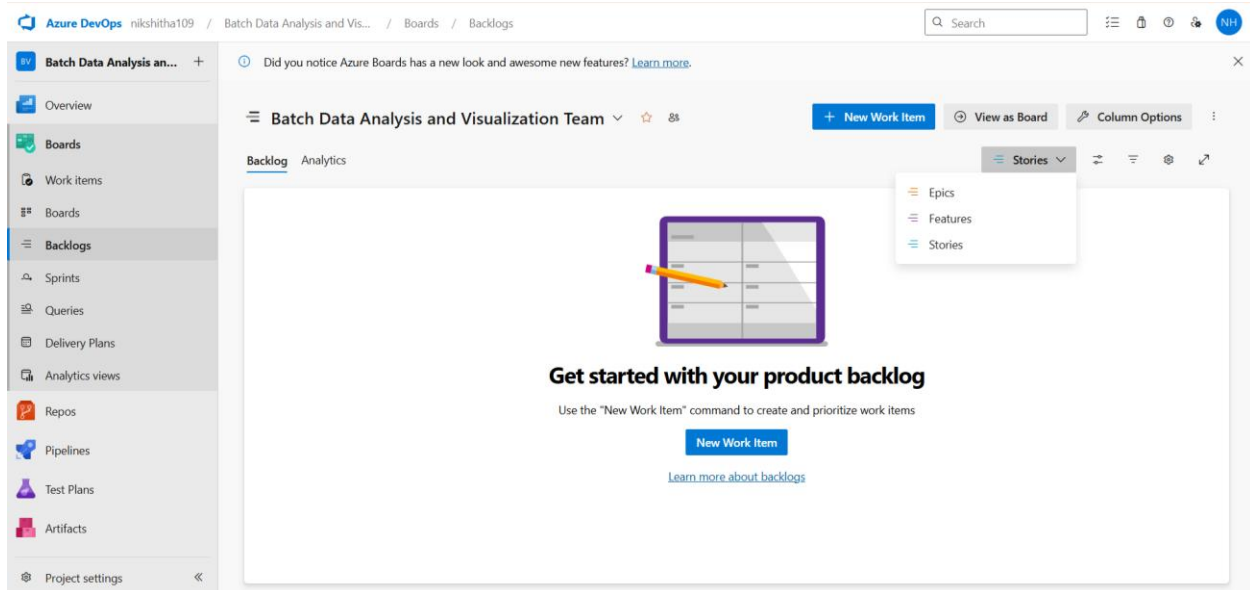 Azure DevOps nikshitha109 / Batch Data Analysis and Vis... / Boards / Backlogs
Search
NH
BV Batch Data Analysis an... +
Did you notice Azure Boards has a new look and awesome new features? Learn more.
Overview
Boards
Work items
Boards
Backlogs
Sprints
Queries
Delivery Plans
Analytics views
Repos
Pipelines
Test Plans
Artifacts
Project settings
Batch Data Analysis and Visualization Team
+ New Work Item
View as Board
Column Options
Backlog Analytics
Stories
Epics
Features
Stories
Get started with your product backlog
Use the "New Work Item" command to create and prioritize work items
New Work Item
Learn more about backlogs